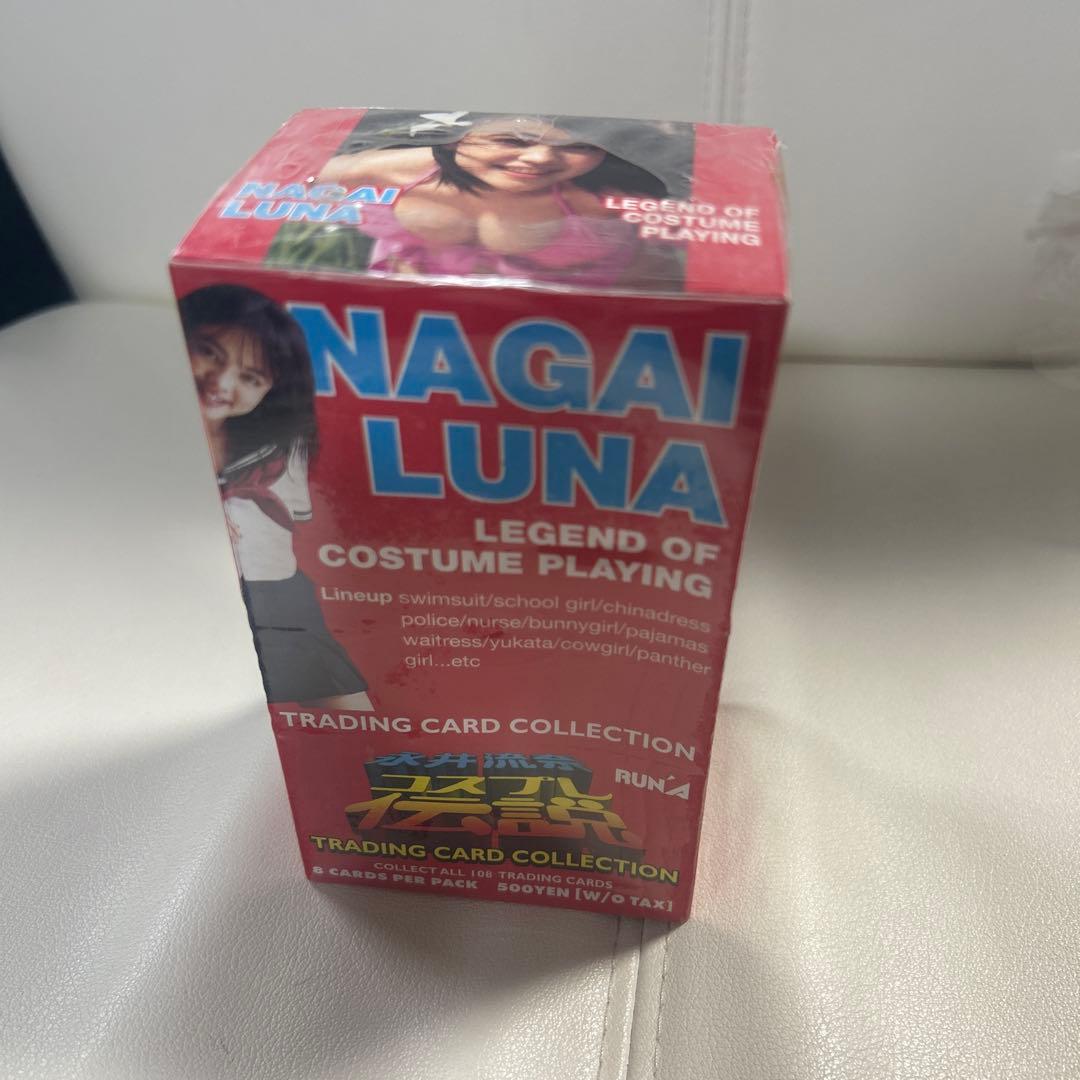 NAGAI
LUNA
LEGEND OF
COSTUME
PLAYING
NAGAI
LUNA
LEGEND OF
COSTUME PLAYING
Lineup swimsuit/school girl/chinadress
police/nurse/bunnygirl/pajamas
waitress/yukata/cowgirl/panther
girl...etc
TRADING CARD COLLECTION
永井流奈
コスプレ
伝説
RUN'A
TRADING CARD COLLECTION
COLLECT ALL 108 TRADING CARDS
8 CARDS PER PACK 500YEN [W/O TAX]